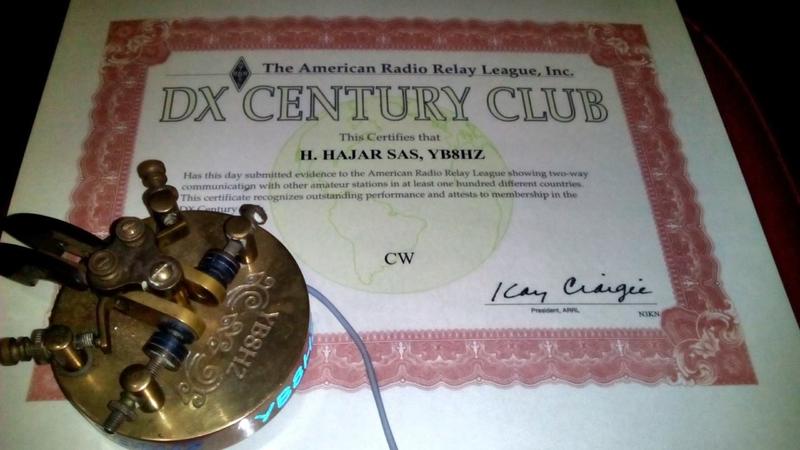 The American Radio Relay League, Inc.
DX CENTURY CLUB
This Certifies that
H. HAJAR SAS, YB8HZ
Has this day submitted evidence to the American Radio Relay League showing two-way
communication with other amateur stations in at least one hundred different countries.
This certificate recognizes outstanding performance and attests to membership in the
DX Century
CW
Kay Craigie
President, ARRL
N3KN
YB8HZ
YB8H